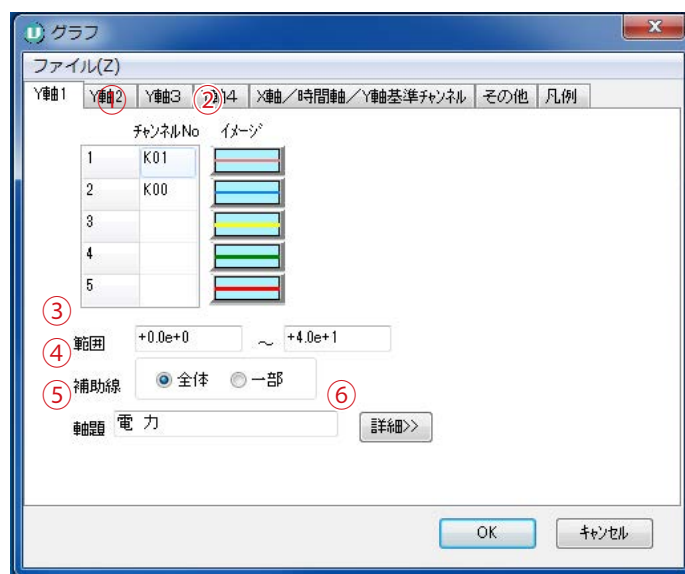 グラフ
ファイル(Z)
Y軸1 Y軸2 Y軸3 Y軸4 X軸/時間軸/Y軸基準チャンネル その他 凡例
① ②
チャンネルNo イメージ
1 K01
2 K00
3
4
5
③
範囲 +0.0e+0 ~ +4.0e+1
④
補助線 全体 一部
⑤ ⑥
軸題 電 力 詳細>>
OK キャンセル